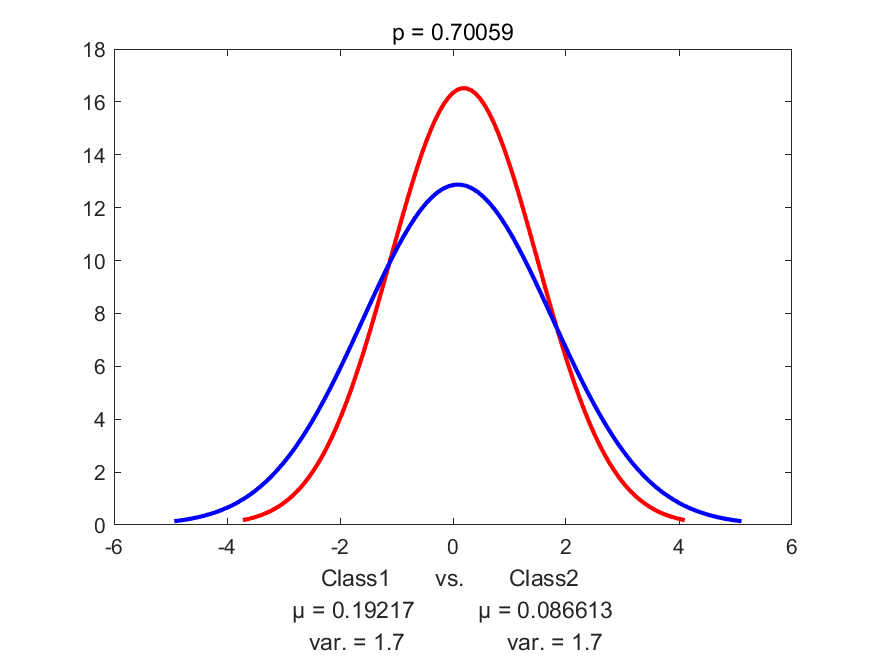 p = 0.70059
18
16
14
12
10
8
6
4
2
0
-6 -4 -2 0 2 4 6
Class1 vs. Class2
μ = 0.19217 μ = 0.086613
var. = 1.7 var. = 1.7